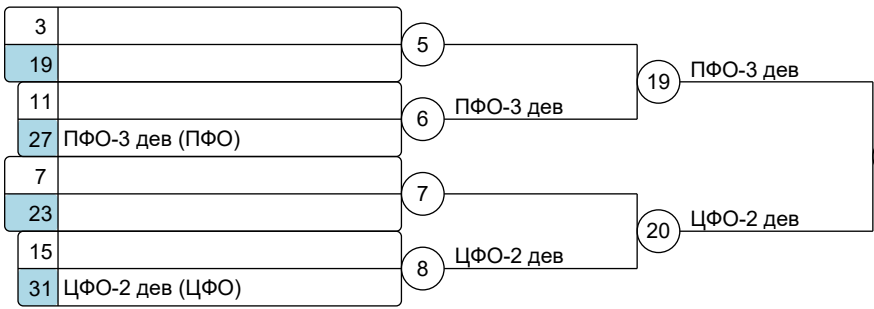 3
5
19
19 ПФО-3 дев
11
6 ПФО-3 дев
27 ПФО-3 дев (ПФО)
7
7
23
20 ЦФО-2 дев
15
8 ЦФО-2 дев
31 ЦФО-2 дев (ЦФО)